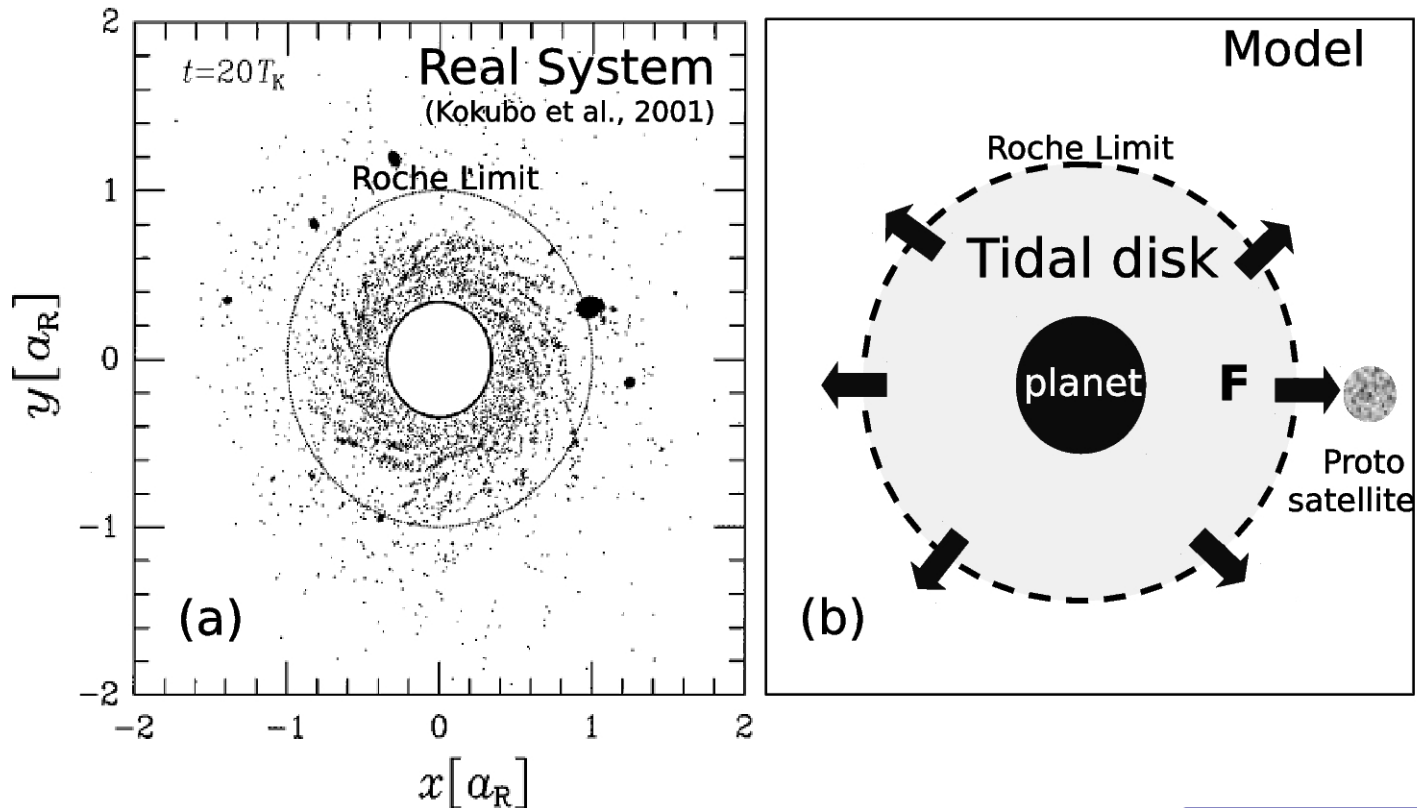 2
t=20T_K
Real System
(Kokubo et al., 2001)
Roche Limit
1
y[a_R]
0
-1
(a)
-2
-2
-1
0
1
2
x[a_R]
Model
Roche Limit
Tidal disk
planet
F
Proto
satellite
(b)